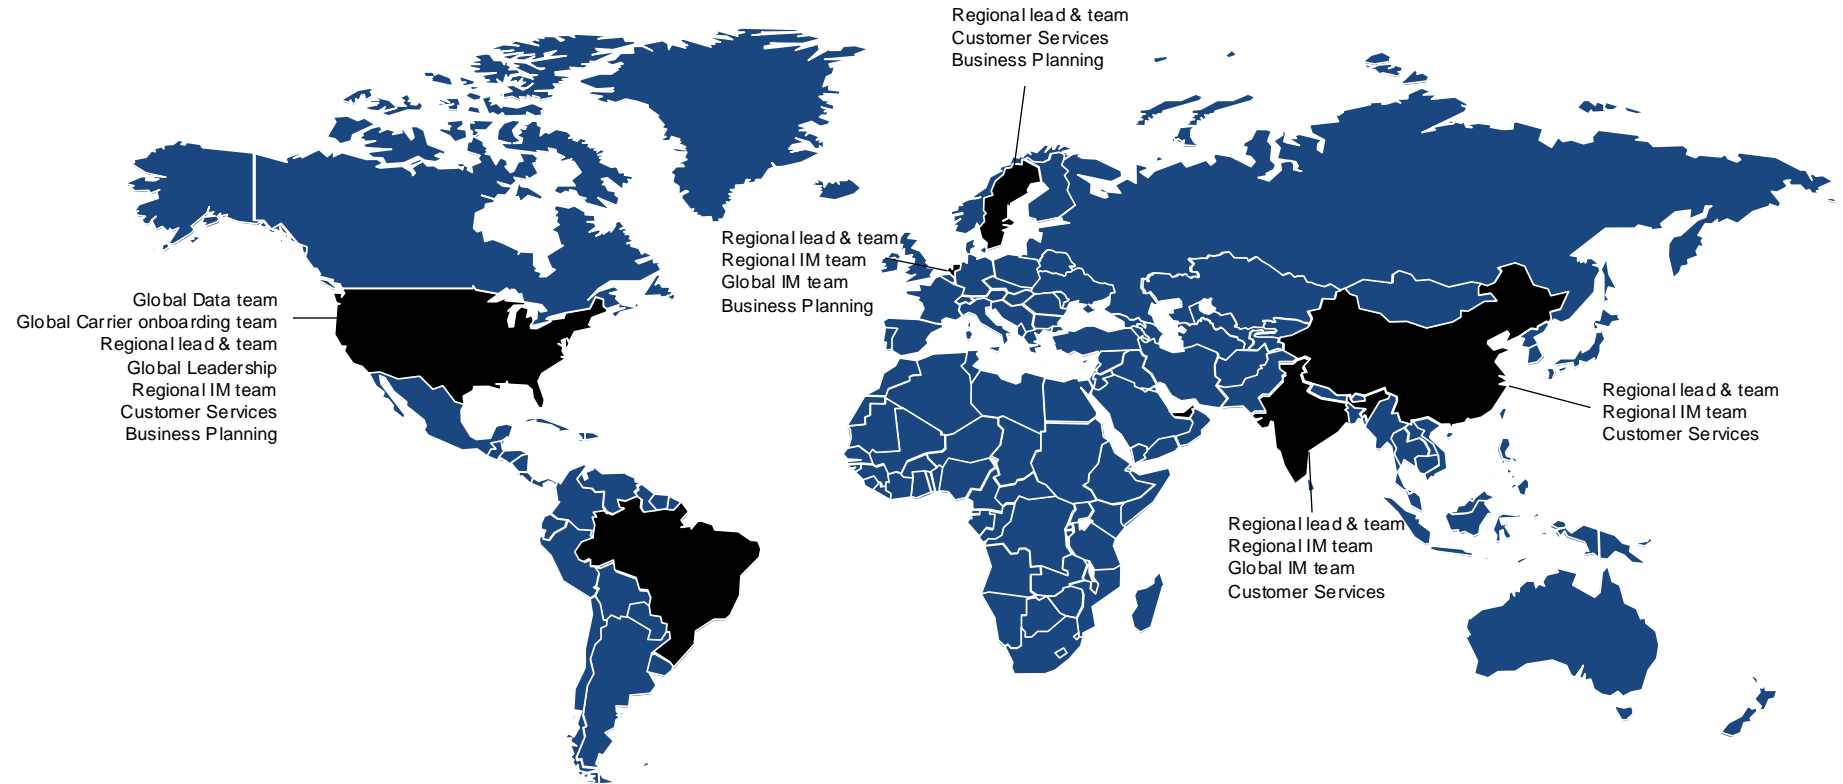 Regional lead & team
Customer Services
Business Planning
Regional lead & team
Regional IM team
Global IM team
Business Planning
Global Data team
Global Carrier onboarding team
Regional lead & team
Global Leadership
Regional IM team
Customer Services
Business Planning
Regional lead & team
Regional IM team
Customer Services
Regional lead & team
Regional IM team
Global IM team
Customer Services